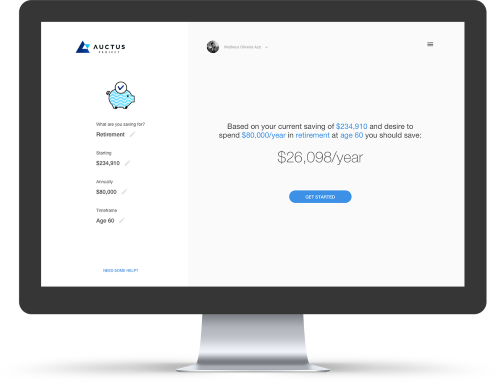 AUCTUS
PROJECT
What are you saving for?
Retirement
Starting
$234,910
Annually
$80,000
Timeframe
Age 60
NEED SOME HELP?
Based on your current saving of $234,910 and desire to
spend $80,000/year in retirement at age 60 you should save:
$26,098/year
GET STARTED